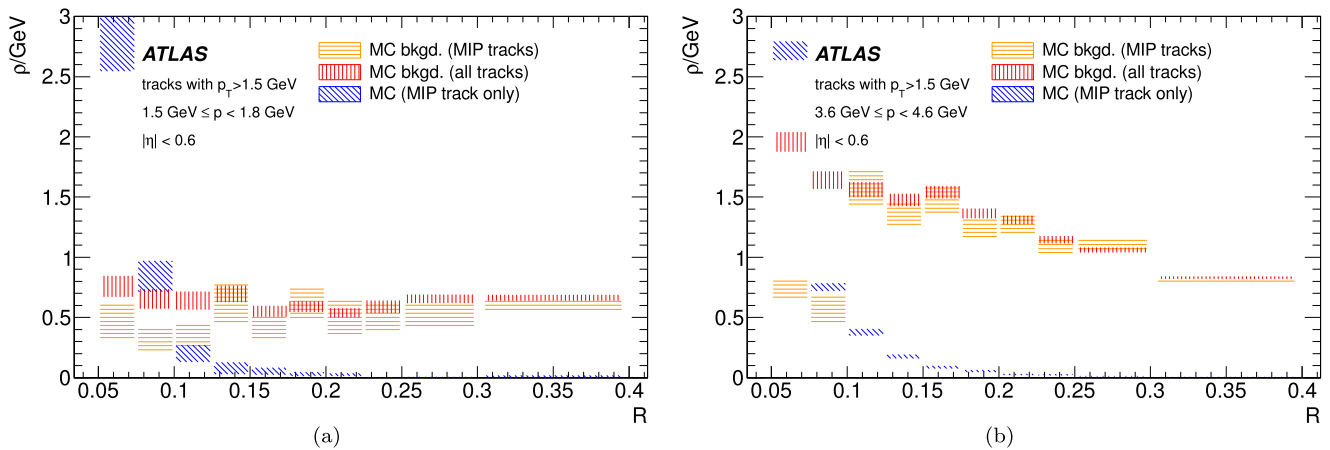 ρ/GeV
3
2.5
2
1.5
1
0.5
0
ATLAS
tracks with pT>1.5 GeV
1.5 GeV ≤ p < 1.8 GeV
|η| < 0.6
MC bkgd. (MIP tracks)
MC bkgd. (all tracks)
MC (MIP track only)
0.05 0.1 0.15 0.2 0.25 0.3 0.35 0.4
R
(a)
ρ/GeV
3
2.5
2
1.5
1
0.5
0
ATLAS
tracks with pT>1.5 GeV
3.6 GeV ≤ p < 4.6 GeV
|η| < 0.6
MC bkgd. (MIP tracks)
MC bkgd. (all tracks)
MC (MIP track only)
0.05 0.1 0.15 0.2 0.25 0.3 0.35 0.4
R
(b)